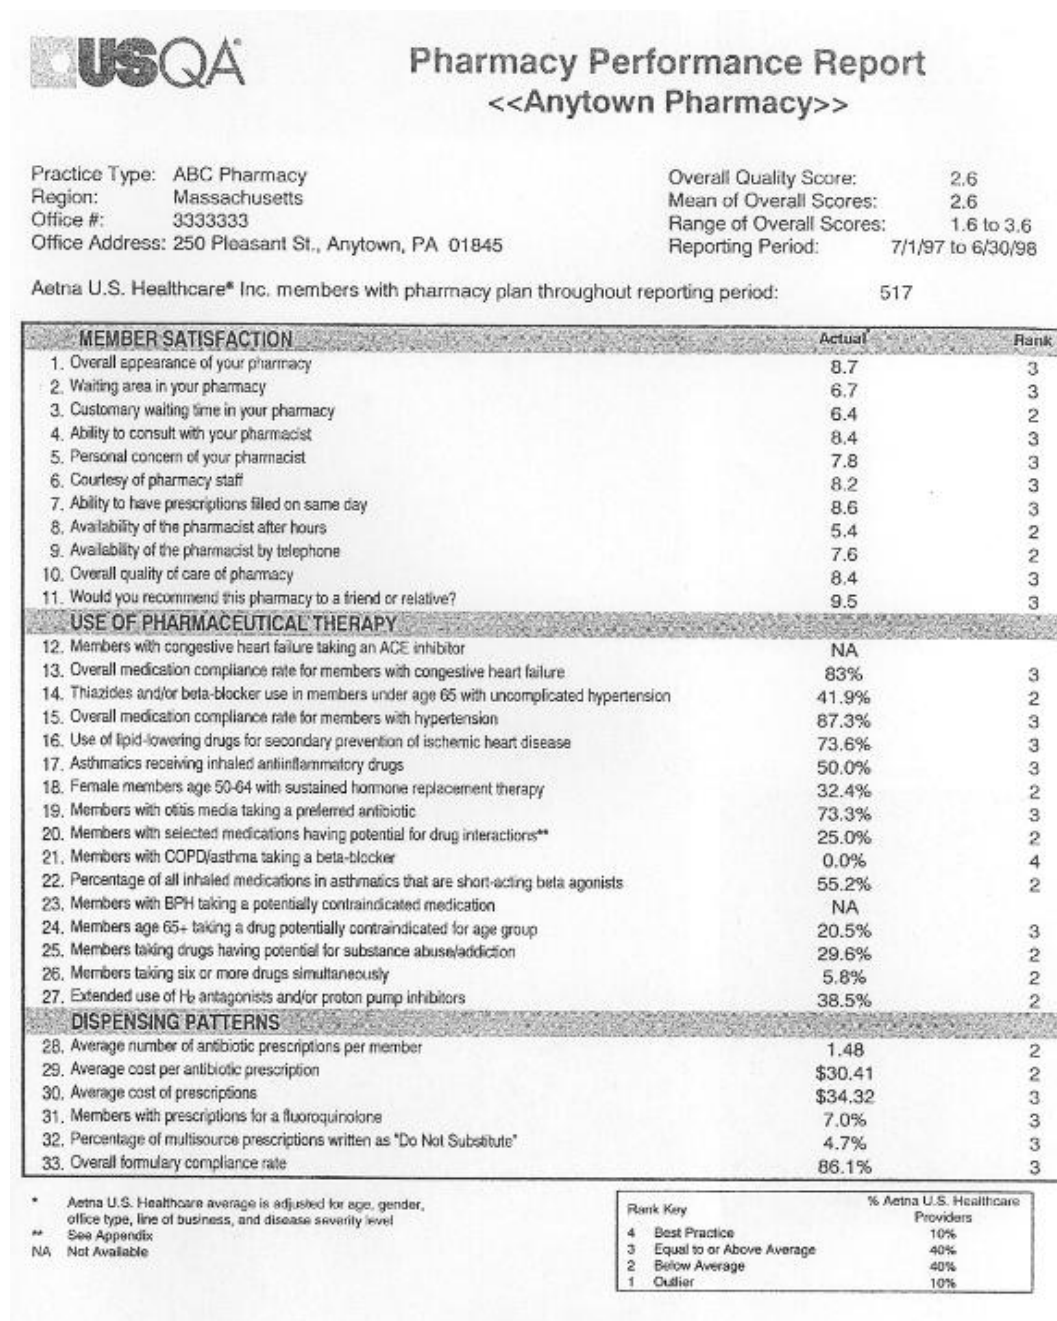 USQA®
Pharmacy Performance Report
<<Anytown Pharmacy>>
Practice Type: ABC Pharmacy
Region: Massachusetts
Office #: 3333333
Office Address: 250 Pleasant St., Anytown, PA 01845
Overall Quality Score: 2.6
Mean of Overall Scores: 2.6
Range of Overall Scores: 1.6 to 3.6
Reporting Period: 7/1/97 to 6/30/98
Aetna U.S. Healthcare® Inc. members with pharmacy plan throughout reporting period: 517
MEMBER SATISFACTION Actual* Rank
1. Overall appearance of your pharmacy 8.7 3
2. Waiting area in your pharmacy 6.7 3
3. Customary waiting time in your pharmacy 6.4 2
4. Ability to consult with your pharmacist 8.4 3
5. Personal concern of your pharmacist 7.8 3
6. Courtesy of pharmacy staff 8.2 3
7. Ability to have prescriptions filled on same day 8.6 3
8. Availability of the pharmacist after hours 5.4 2
9. Availability of the pharmacist by telephone 7.6 2
10. Overall quality of care of pharmacy 8.4 3
11. Would you recommend this pharmacy to a friend or relative? 9.5 3
USE OF PHARMACEUTICAL THERAPY
12. Members with congestive heart failure taking an ACE inhibitor NA
13. Overall medication compliance rate for members with congestive heart failure 83% 3
14. Thiazides and/or beta-blocker use in members under age 65 with uncomplicated hypertension 41.9% 2
15. Overall medication compliance rate for members with hypertension 87.3% 3
16. Use of lipid-lowering drugs for secondary prevention of ischemic heart disease 73.6% 3
17. Asthmatics receiving inhaled antiinflammatory drugs 50.0% 3
18. Female members age 50-64 with sustained hormone replacement therapy 32.4% 2
19. Members with otitis media taking a preferred antibiotic 73.3% 3
20. Members with selected medications having potential for drug interactions** 25.0% 2
21. Members with COPD/asthma taking a beta-blocker 0.0% 4
22. Percentage of all inhaled medications in asthmatics that are short-acting beta agonists 55.2% 2
23. Members with BPH taking a potentially contraindicated medication NA
24. Members age 65+ taking a drug potentially contraindicated for age group 20.5% 3
25. Members taking drugs having potential for substance abuse/addiction 29.6% 2
26. Members taking six or more drugs simultaneously 5.8% 2
27. Extended use of H₂ antagonists and/or proton pump inhibitors 38.5% 2
DISPENSING PATTERNS
28. Average number of antibiotic prescriptions per member 1.48 2
29. Average cost per antibiotic prescription $30.41 2
30. Average cost of prescriptions $34.32 3
31. Members with prescriptions for a fluoroquinolone 7.0% 3
32. Percentage of multisource prescriptions written as "Do Not Substitute" 4.7% 3
33. Overall formulary compliance rate 86.1% 3
* Aetna U.S. Healthcare average is adjusted for age, gender,
office type, line of business, and disease severity level
** See Appendix
NA Not Available
Rank Key % Aetna U.S. Healthcare
Providers
4 Best Practice 10%
3 Equal to or Above Average 40%
2 Below Average 40%
1 Outlier 10%